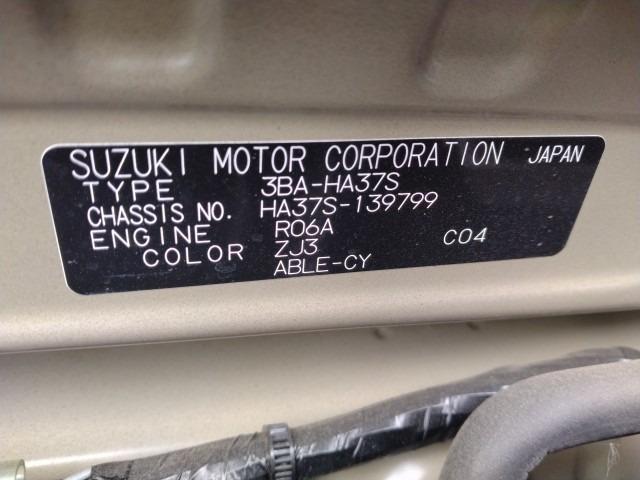 SUZUKI MOTOR CORPORATION JAPAN
TYPE 3BA-HA37S
CHASSIS NO. HA37S-139799
ENGINE R06A
COLOR ZJ3 C04
ABLE-CY